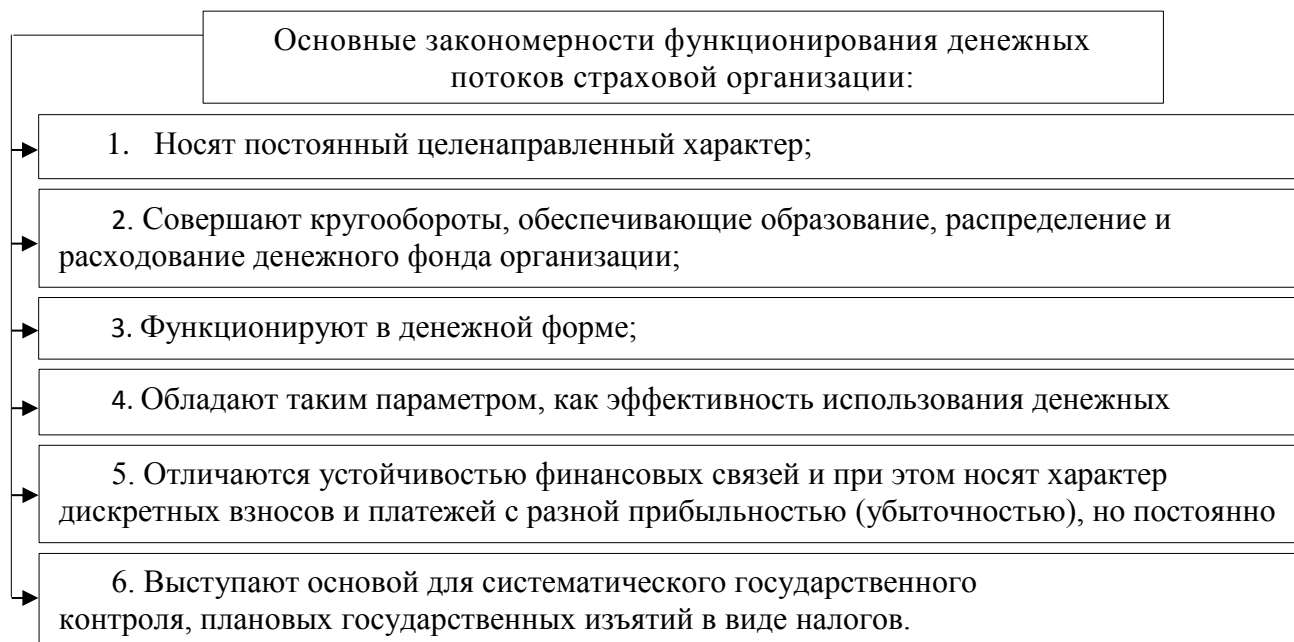 Основные закономерности функционирования денежных
потоков страховой организации:
1. Носят постоянный целенаправленный характер;
2. Совершают кругообороты, обеспечивающие образование, распределение и
расходование денежного фонда организации;
3. Функционируют в денежной форме;
4. Обладают таким параметром, как эффективность использования денежных
5. Отличаются устойчивостью финансовых связей и при этом носят характер
дискретных взносов и платежей с разной прибыльностью (убыточностью), но постоянно
6. Выступают основой для систематического государственного
контроля, плановых государственных изъятий в виде налогов.